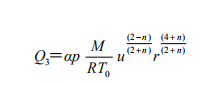 Q₃=αp M/RT₀ u^((2−n)/(2+n)) r^((4+n)/(2+n))